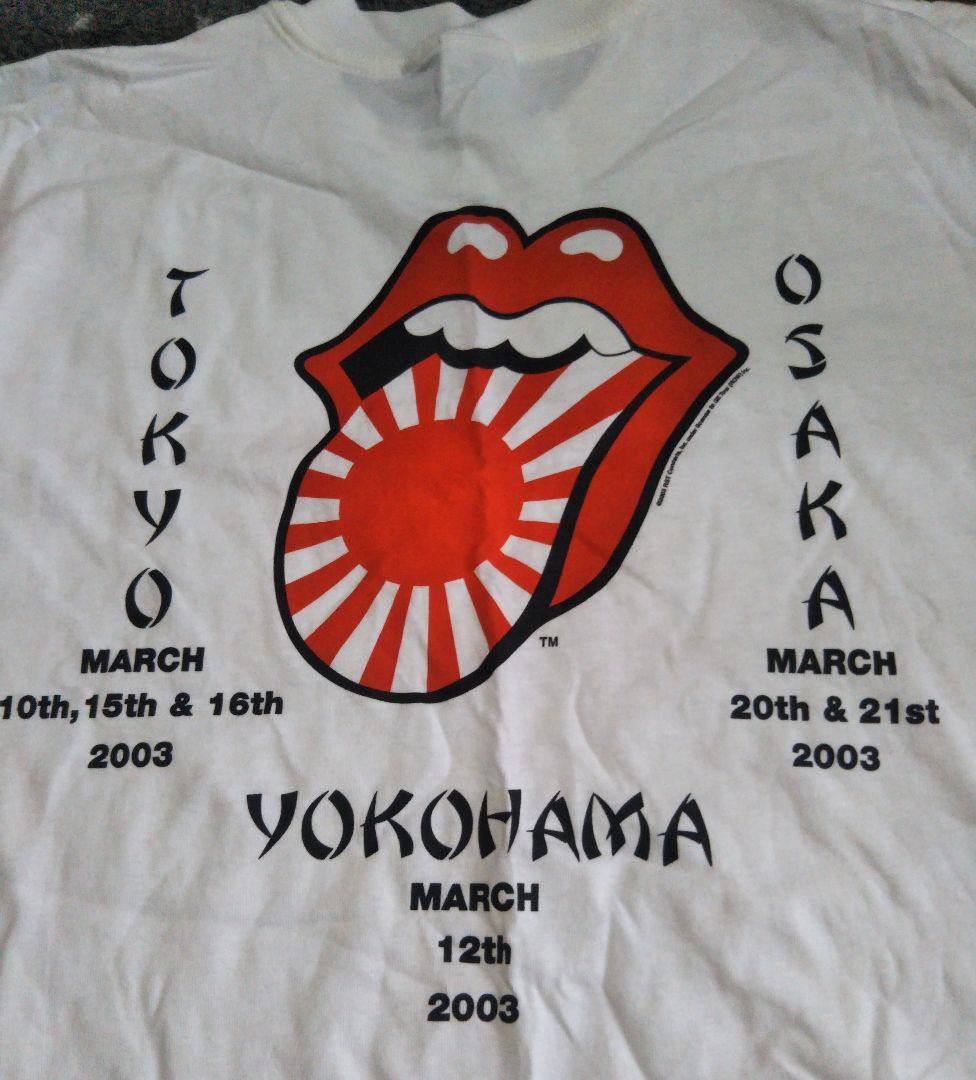 TOKYO
MARCH
10th, 15th & 16th
2003
OSAKA
MARCH
20th & 21st
2003
TM
YOKOHAMA
MARCH
12th
2003